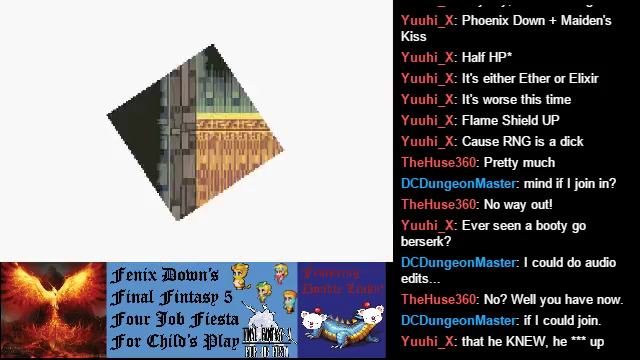 Yuuhi_X: Phoenix Down + Maiden's
Kiss
Yuuhi_X: Half HP*
Yuuhi_X: It's either Ether or Elixir
Yuuhi_X: It's worse this time
Yuuhi_X: Flame Shield UP
Yuuhi_X: Cause RNG is a dick
TheHuse360: Pretty much
DCDungeonMaster: mind if I join in?
TheHuse360: No way out!
Yuuhi_X: Ever seen a booty go
berserk?
DCDungeonMaster: I could do audio
edits...
TheHuse360: No? Well you have now.
DCDungeonMaster: if I could join.
Yuuhi_X: that he KNEW, he *** up
Fenix Down's
Final Fintasy 5
Four Job Fiesta
For Child's Play
Featuring